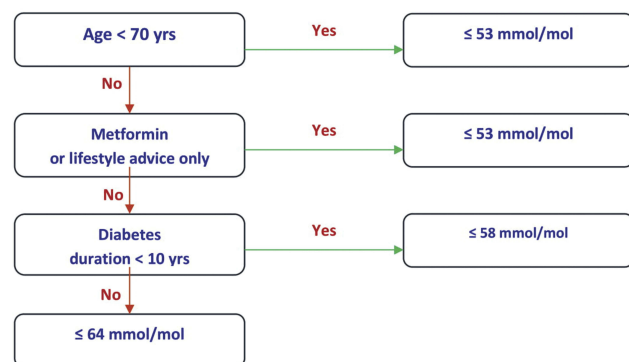 Age < 70 yrs
Yes
≤ 53 mmol/mol
No
Metformin
or lifestyle advice only
Yes
≤ 53 mmol/mol
No
Diabetes
duration < 10 yrs
Yes
≤ 58 mmol/mol
No
≤ 64 mmol/mol